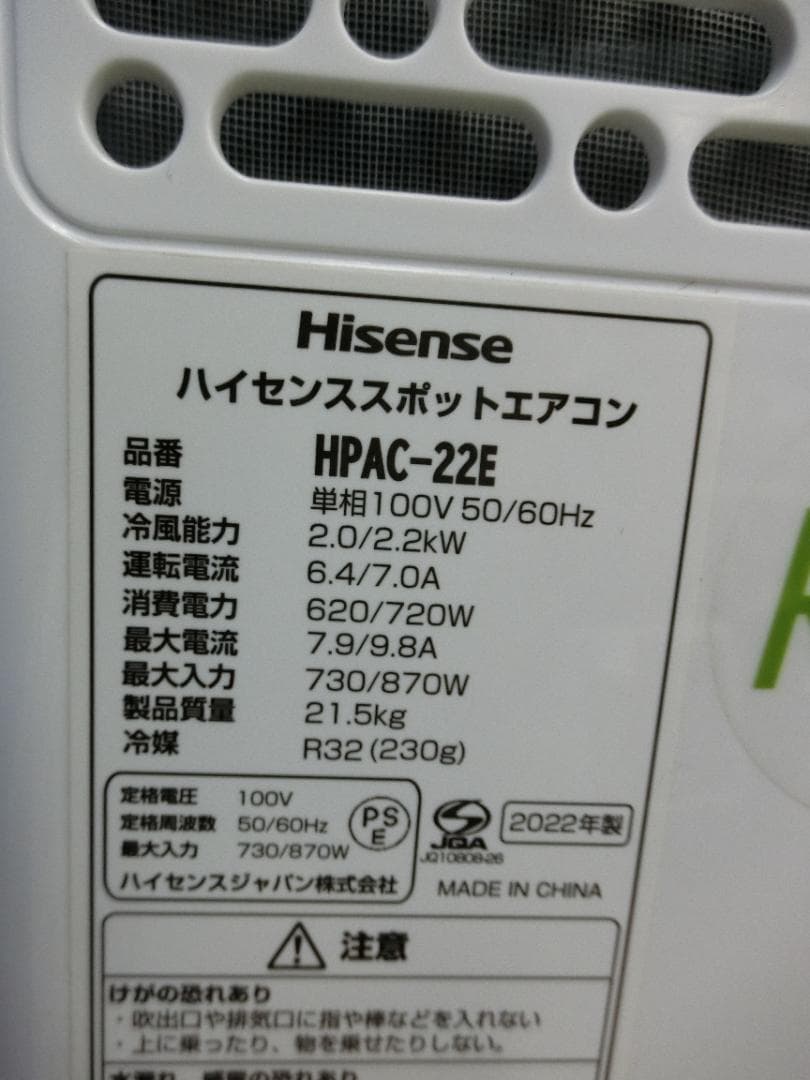 Hisense
ハイセンススポットエアコン
品番 HPAC-22E
電源 単相100V 50/60Hz
冷風能力 2.0/2.2kW
運転電流 6.4/7.0A
消費電力 620/720W
最大電流 7.9/9.8A
最大入力 730/870W
製品質量 21.5kg
冷媒 R32 (230g)
定格電圧 100V
定格周波数 50/60Hz
最大入力 730/870W
ハイセンスジャパン株式会社
PS
E
JQA
JQ10808-26
2022年製
MADE IN CHINA
注意
けがの恐れあり
・吹出口や排気口に指や棒などを入れない
・上に乗ったり、物を乗せたりしない。